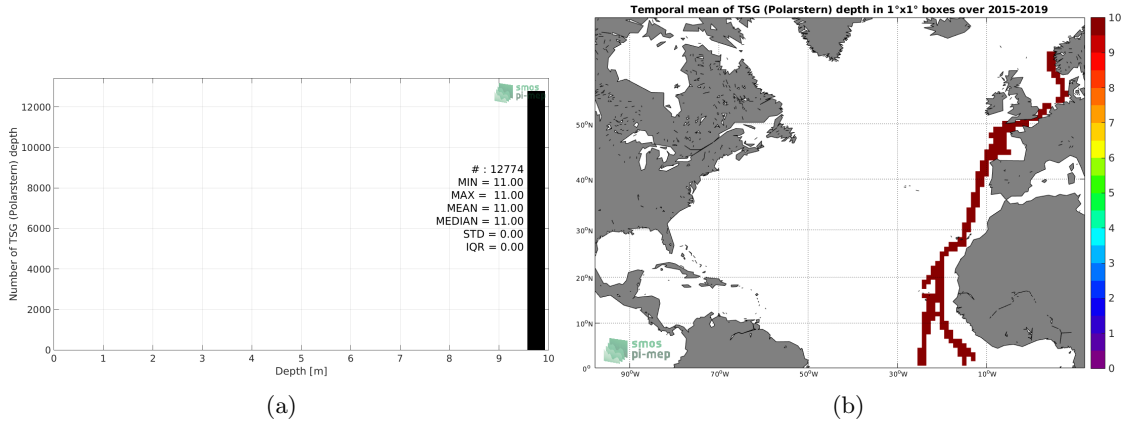 Temporal mean of TSG (Polarstern) depth in 1°x1° boxes over 2015-2019
Number of TSG (Polarstern) depth
12000
10000
8000
6000
4000
2000
0
smos
pi-mep
# : 12774
MIN = 11.00
MAX = 11.00
MEAN = 11.00
MEDIAN = 11.00
STD = 0.00
IQR = 0.00
0 1 2 3 4 5 6 7 8 9 10
Depth [m]
50°N
40°N
30°N
20°N
10°N
0°
smos
pi-mep
90°W 70°W 50°W 30°W 10°W
10
9
8
7
6
5
4
3
2
1
0
(a)
(b)